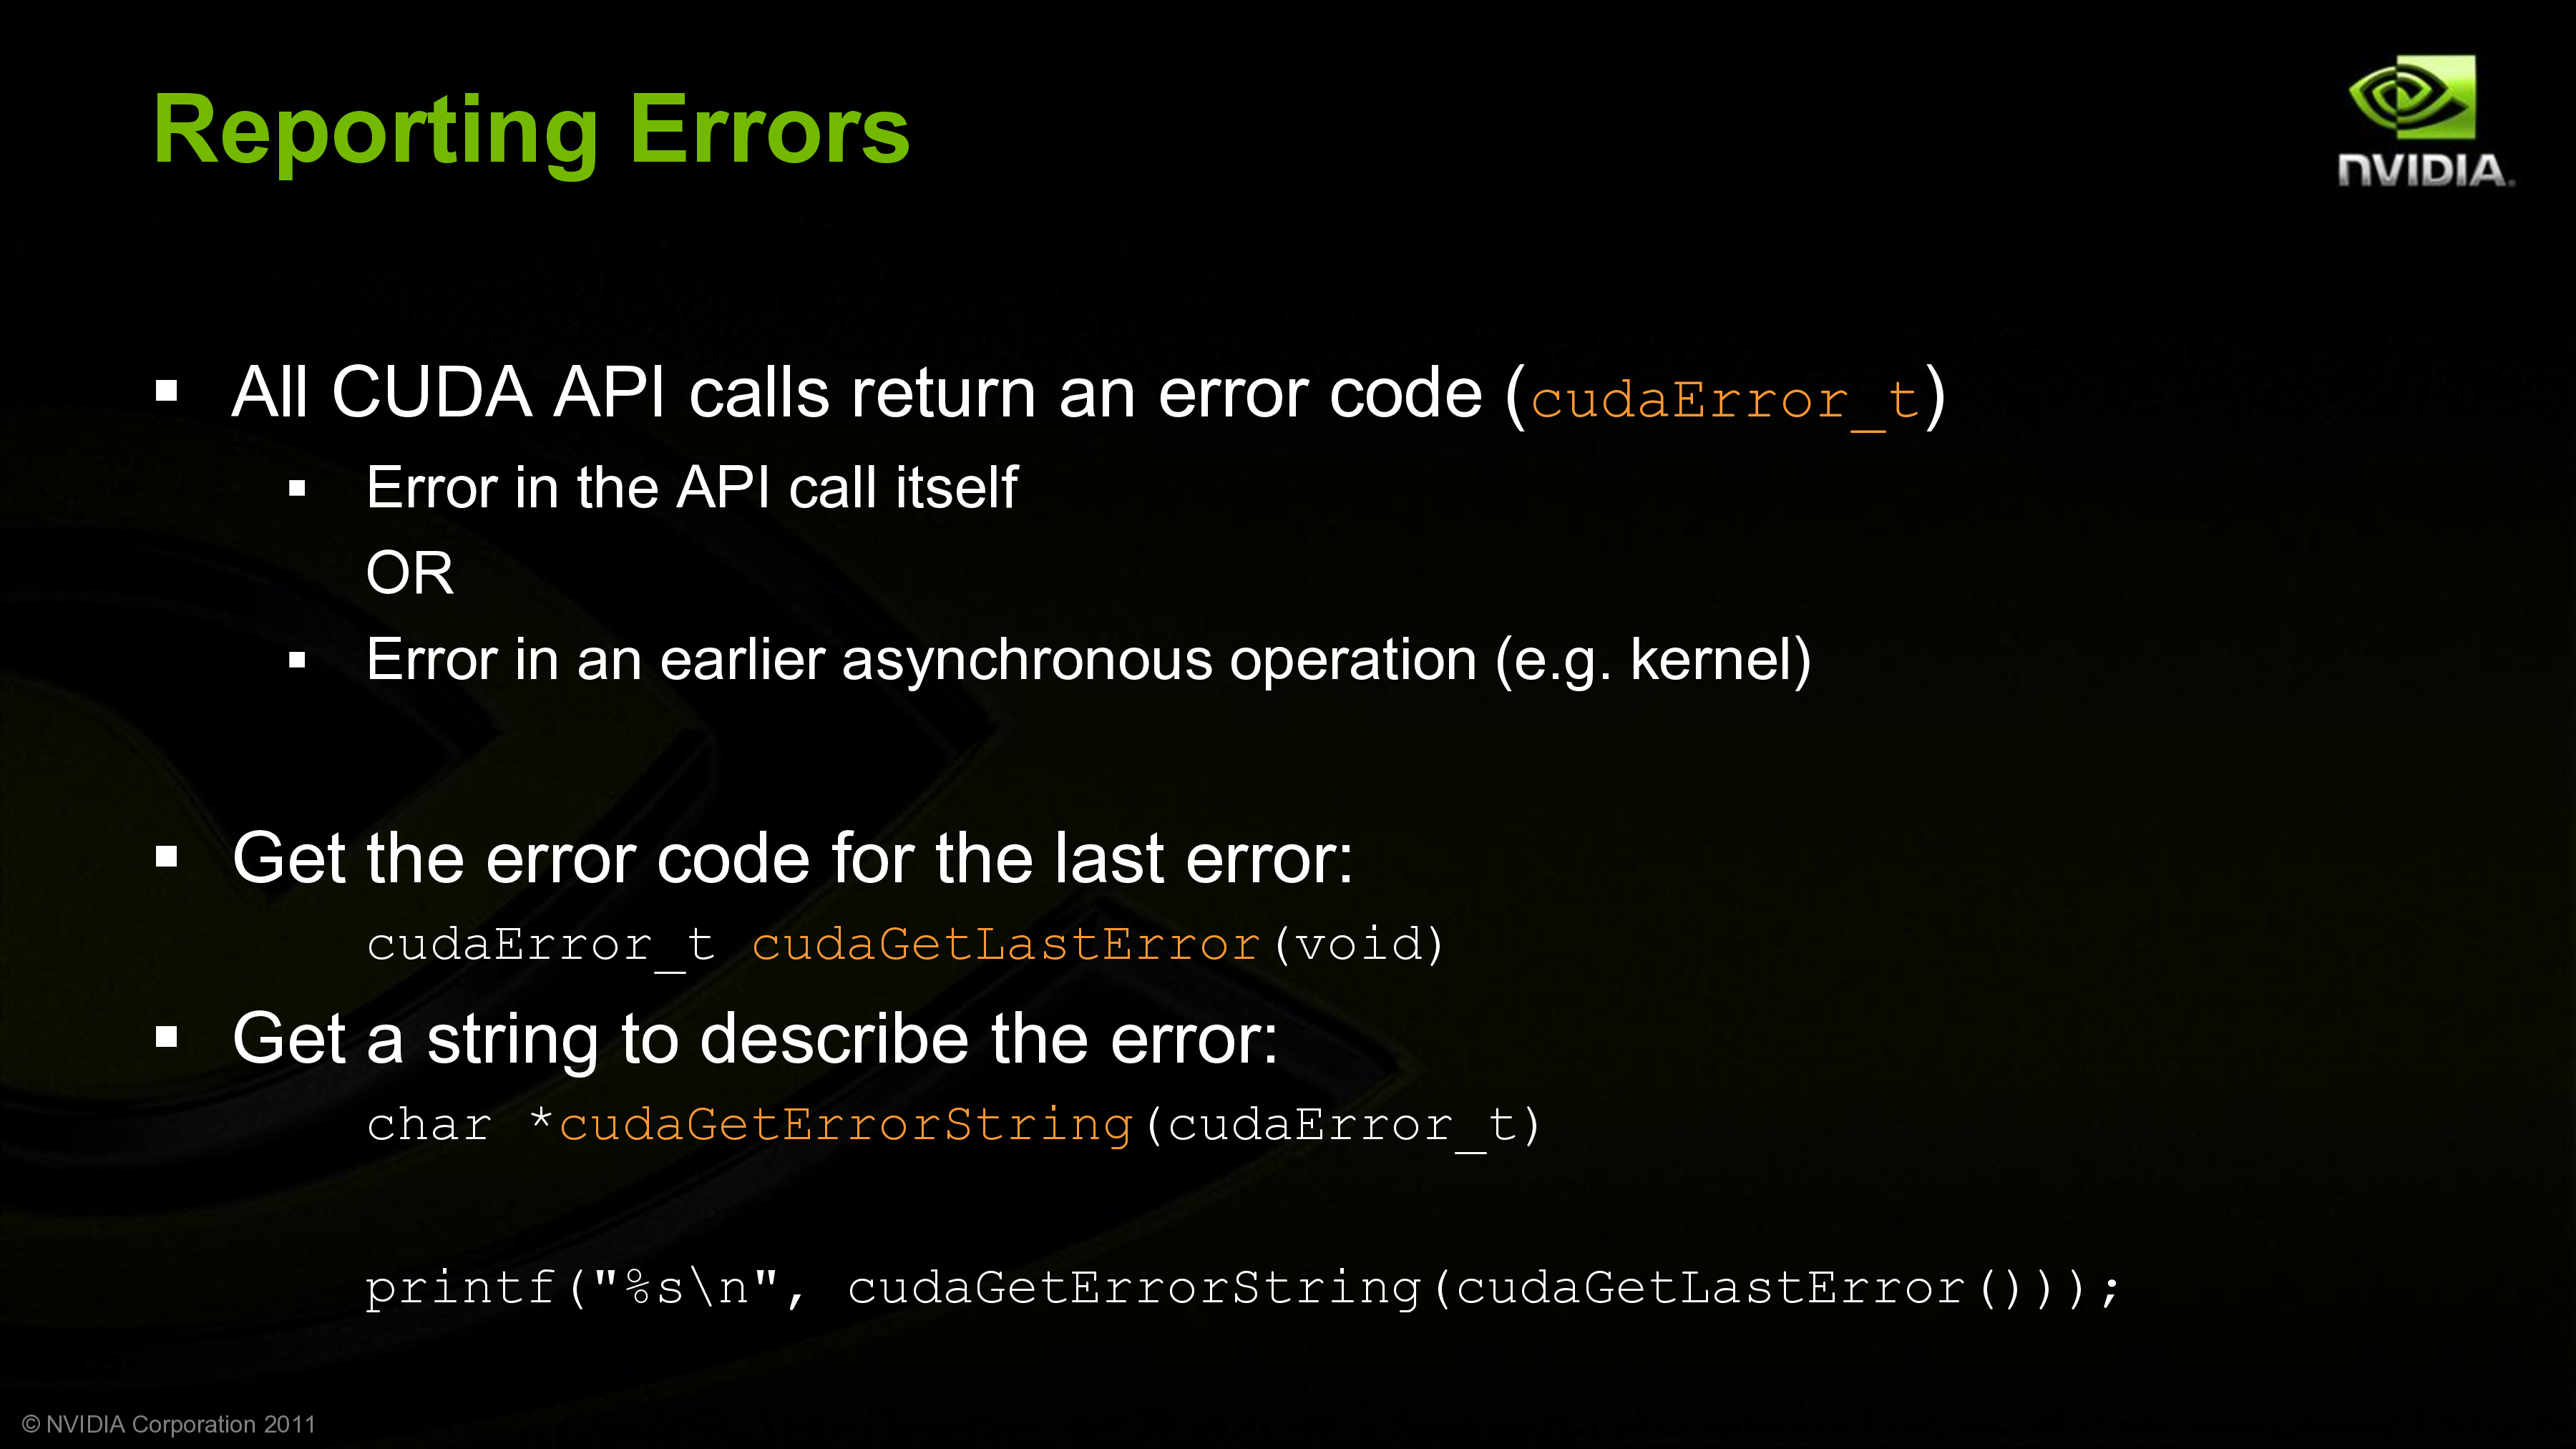 Reporting Errors
NVIDIA.
▪ All CUDA API calls return an error code (cudaError_t)
▪ Error in the API call itself
OR
▪ Error in an earlier asynchronous operation (e.g. kernel)
▪ Get the error code for the last error:
cudaError_t cudaGetLastError(void)
▪ Get a string to describe the error:
char *cudaGetErrorString(cudaError_t)
printf("%s\n", cudaGetErrorString(cudaGetLastError()));
© NVIDIA Corporation 2011